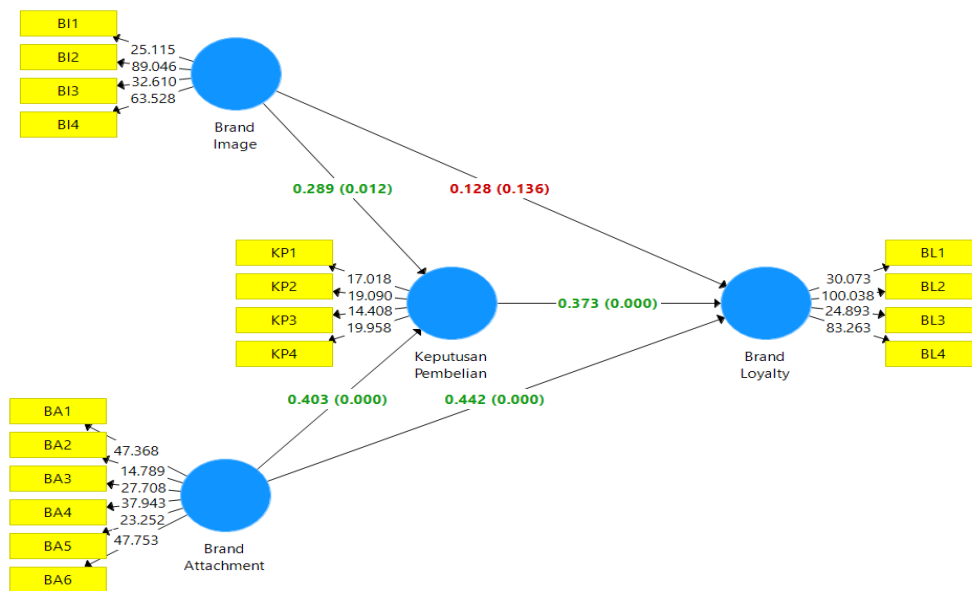 BI1
BI2
BI3
BI4
25.115
89.046
32.610
63.528
Brand
Image
0.289 (0.012)
0.128 (0.136)
KP1
KP2
KP3
KP4
17.018
19.090
14.408
19.958
Keputusan
Pembelian
0.373 (0.000)
BL1
BL2
BL3
BL4
30.073
100.038
24.893
83.263
Brand
Loyalty
0.403 (0.000)
0.442 (0.000)
BA1
BA2
BA3
BA4
BA5
BA6
47.368
14.789
27.708
37.943
23.252
47.753
Brand
Attachment